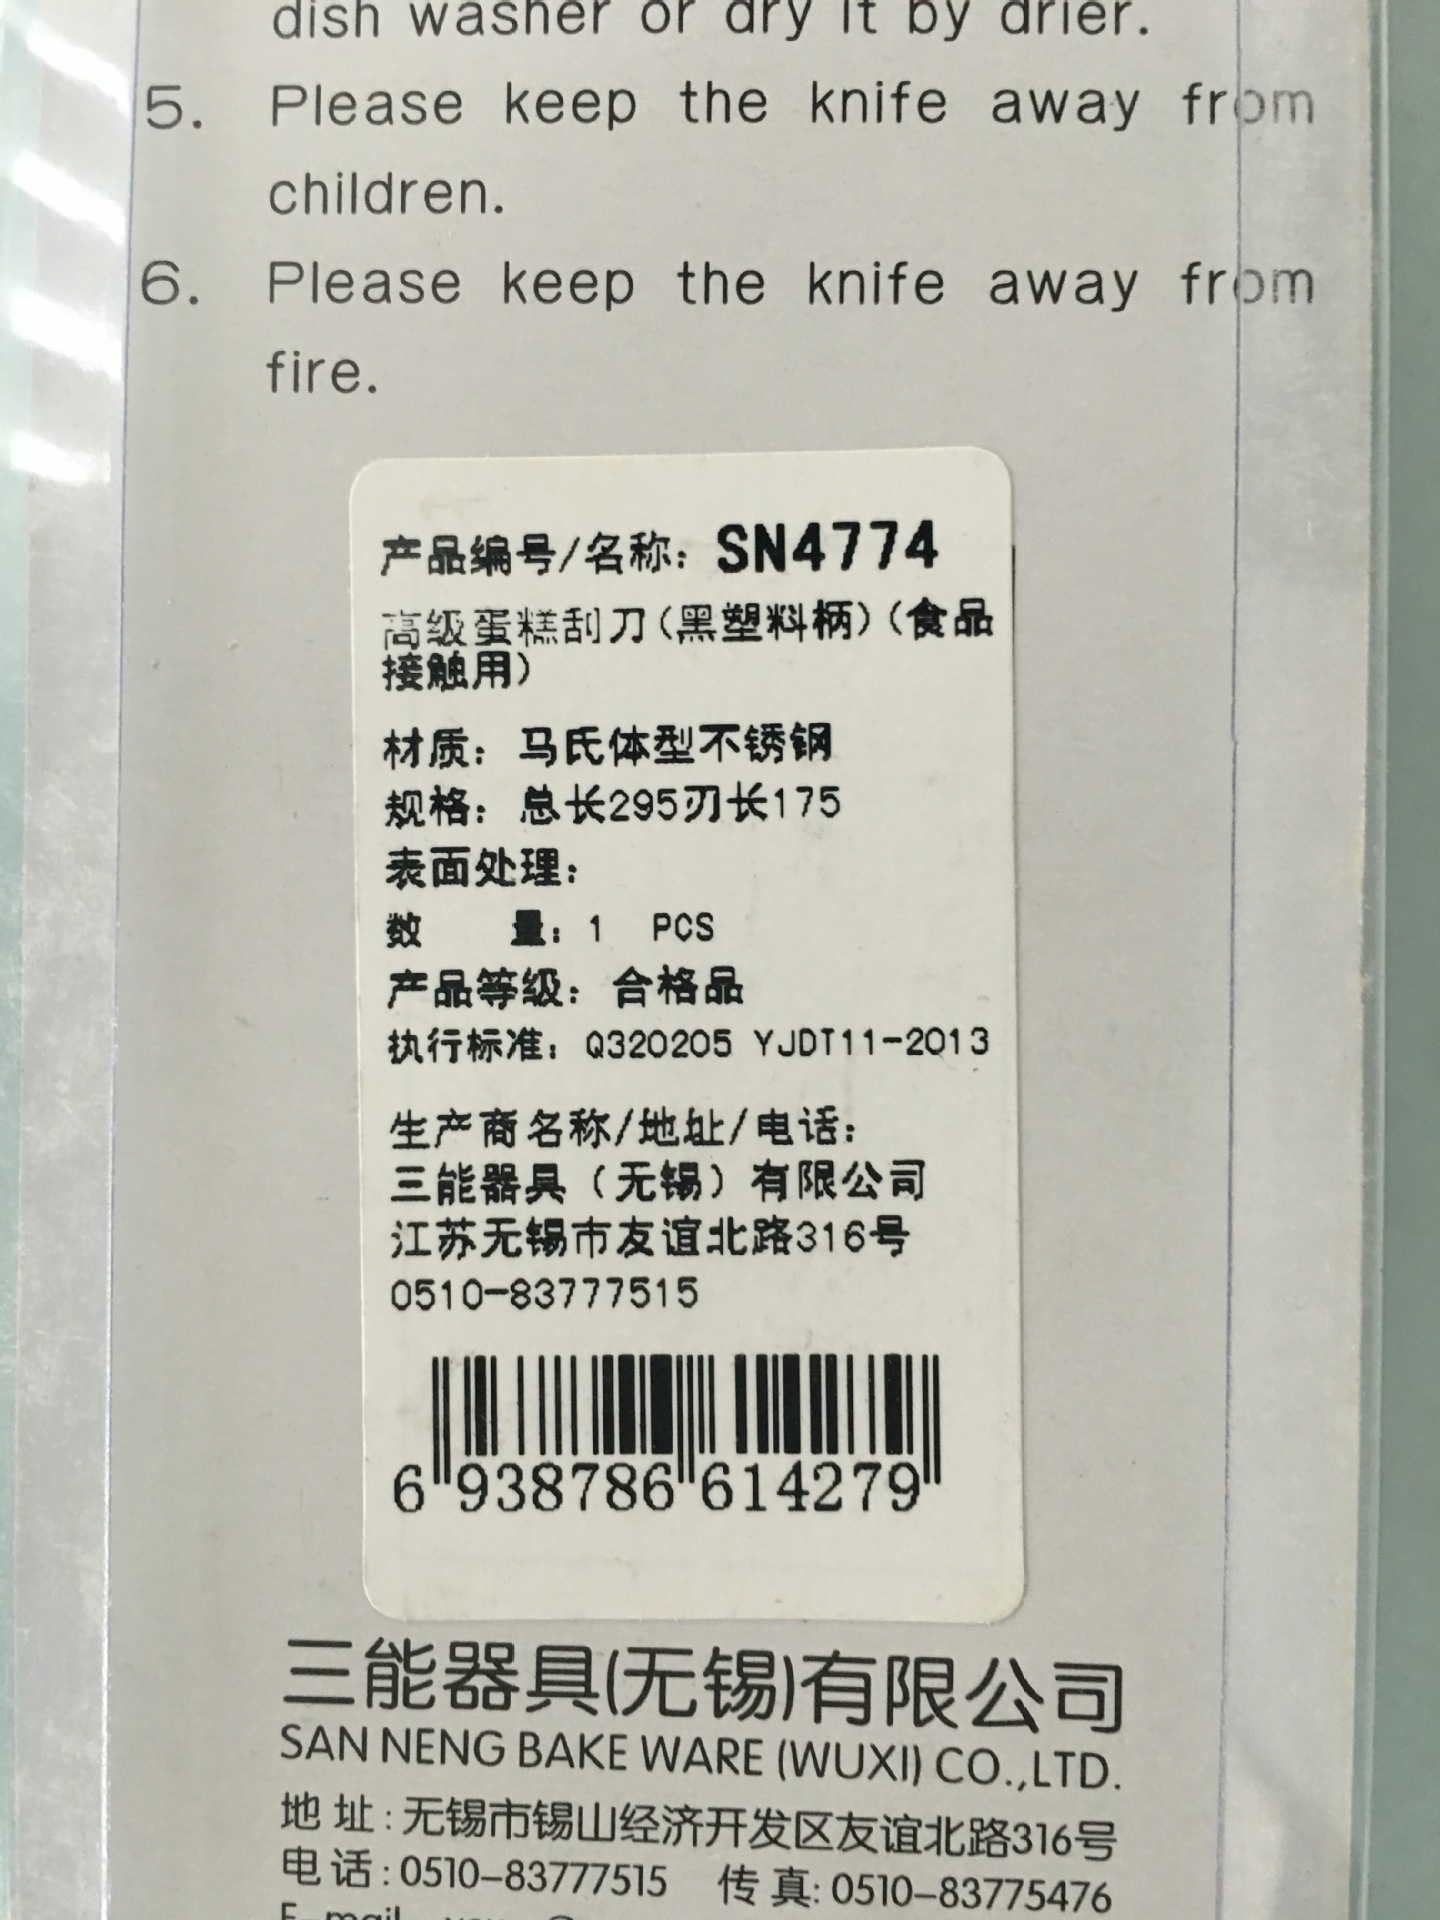 dish washer or dry it by drier.
5. Please keep the knife away from
children.
6. Please keep the knife away from
fire.
产品编号/名称：SN4774
高级蛋糕刮刀(黑塑料柄)(食品
接触用)
材质：马氏体型不锈钢
规格：总长295刃长175
表面处理：
数 量：1 PCS
产品等级：合格品
执行标准：Q320205 YJDT11-2013
生产商名称/地址/电话：
三能器具（无锡）有限公司
江苏无锡市友谊北路316号
0510-83777515
6 938786 614279
三能器具(无锡)有限公司
SAN NENG BAKE WARE (WUXI) CO.,LTD.
地 址：无锡市锡山经济开发区友谊北路316号
电 话：0510-83777515 传 真：0510-83775476
E-mail